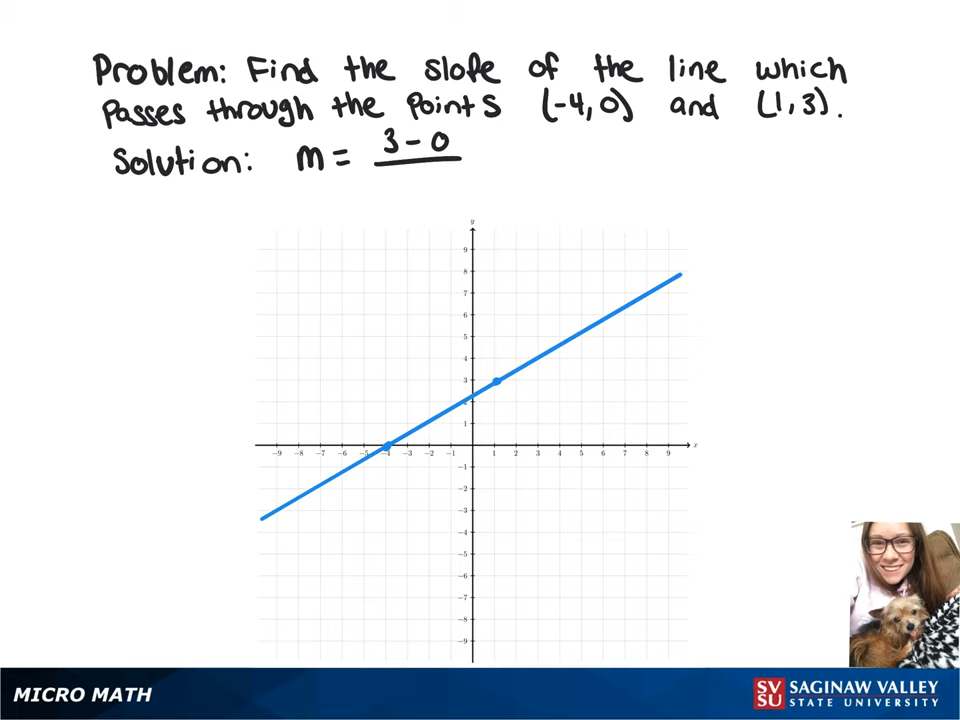 Problem: Find the slope of the line which
passes through the points (-4,0) and (1,3).
Solution: m = 3-0
y
9
8
7
6
5
4
3
2
1
−9 −8 −7 −6 −5 −4 −3 −2 −1 1 2 3 4 5 6 7 8 9 x
−1
−2
−3
−4
−5
−6
−7
−8
−9
MICRO MATH
SV SU SAGINAW VALLEY
STATE UNIVERSITY